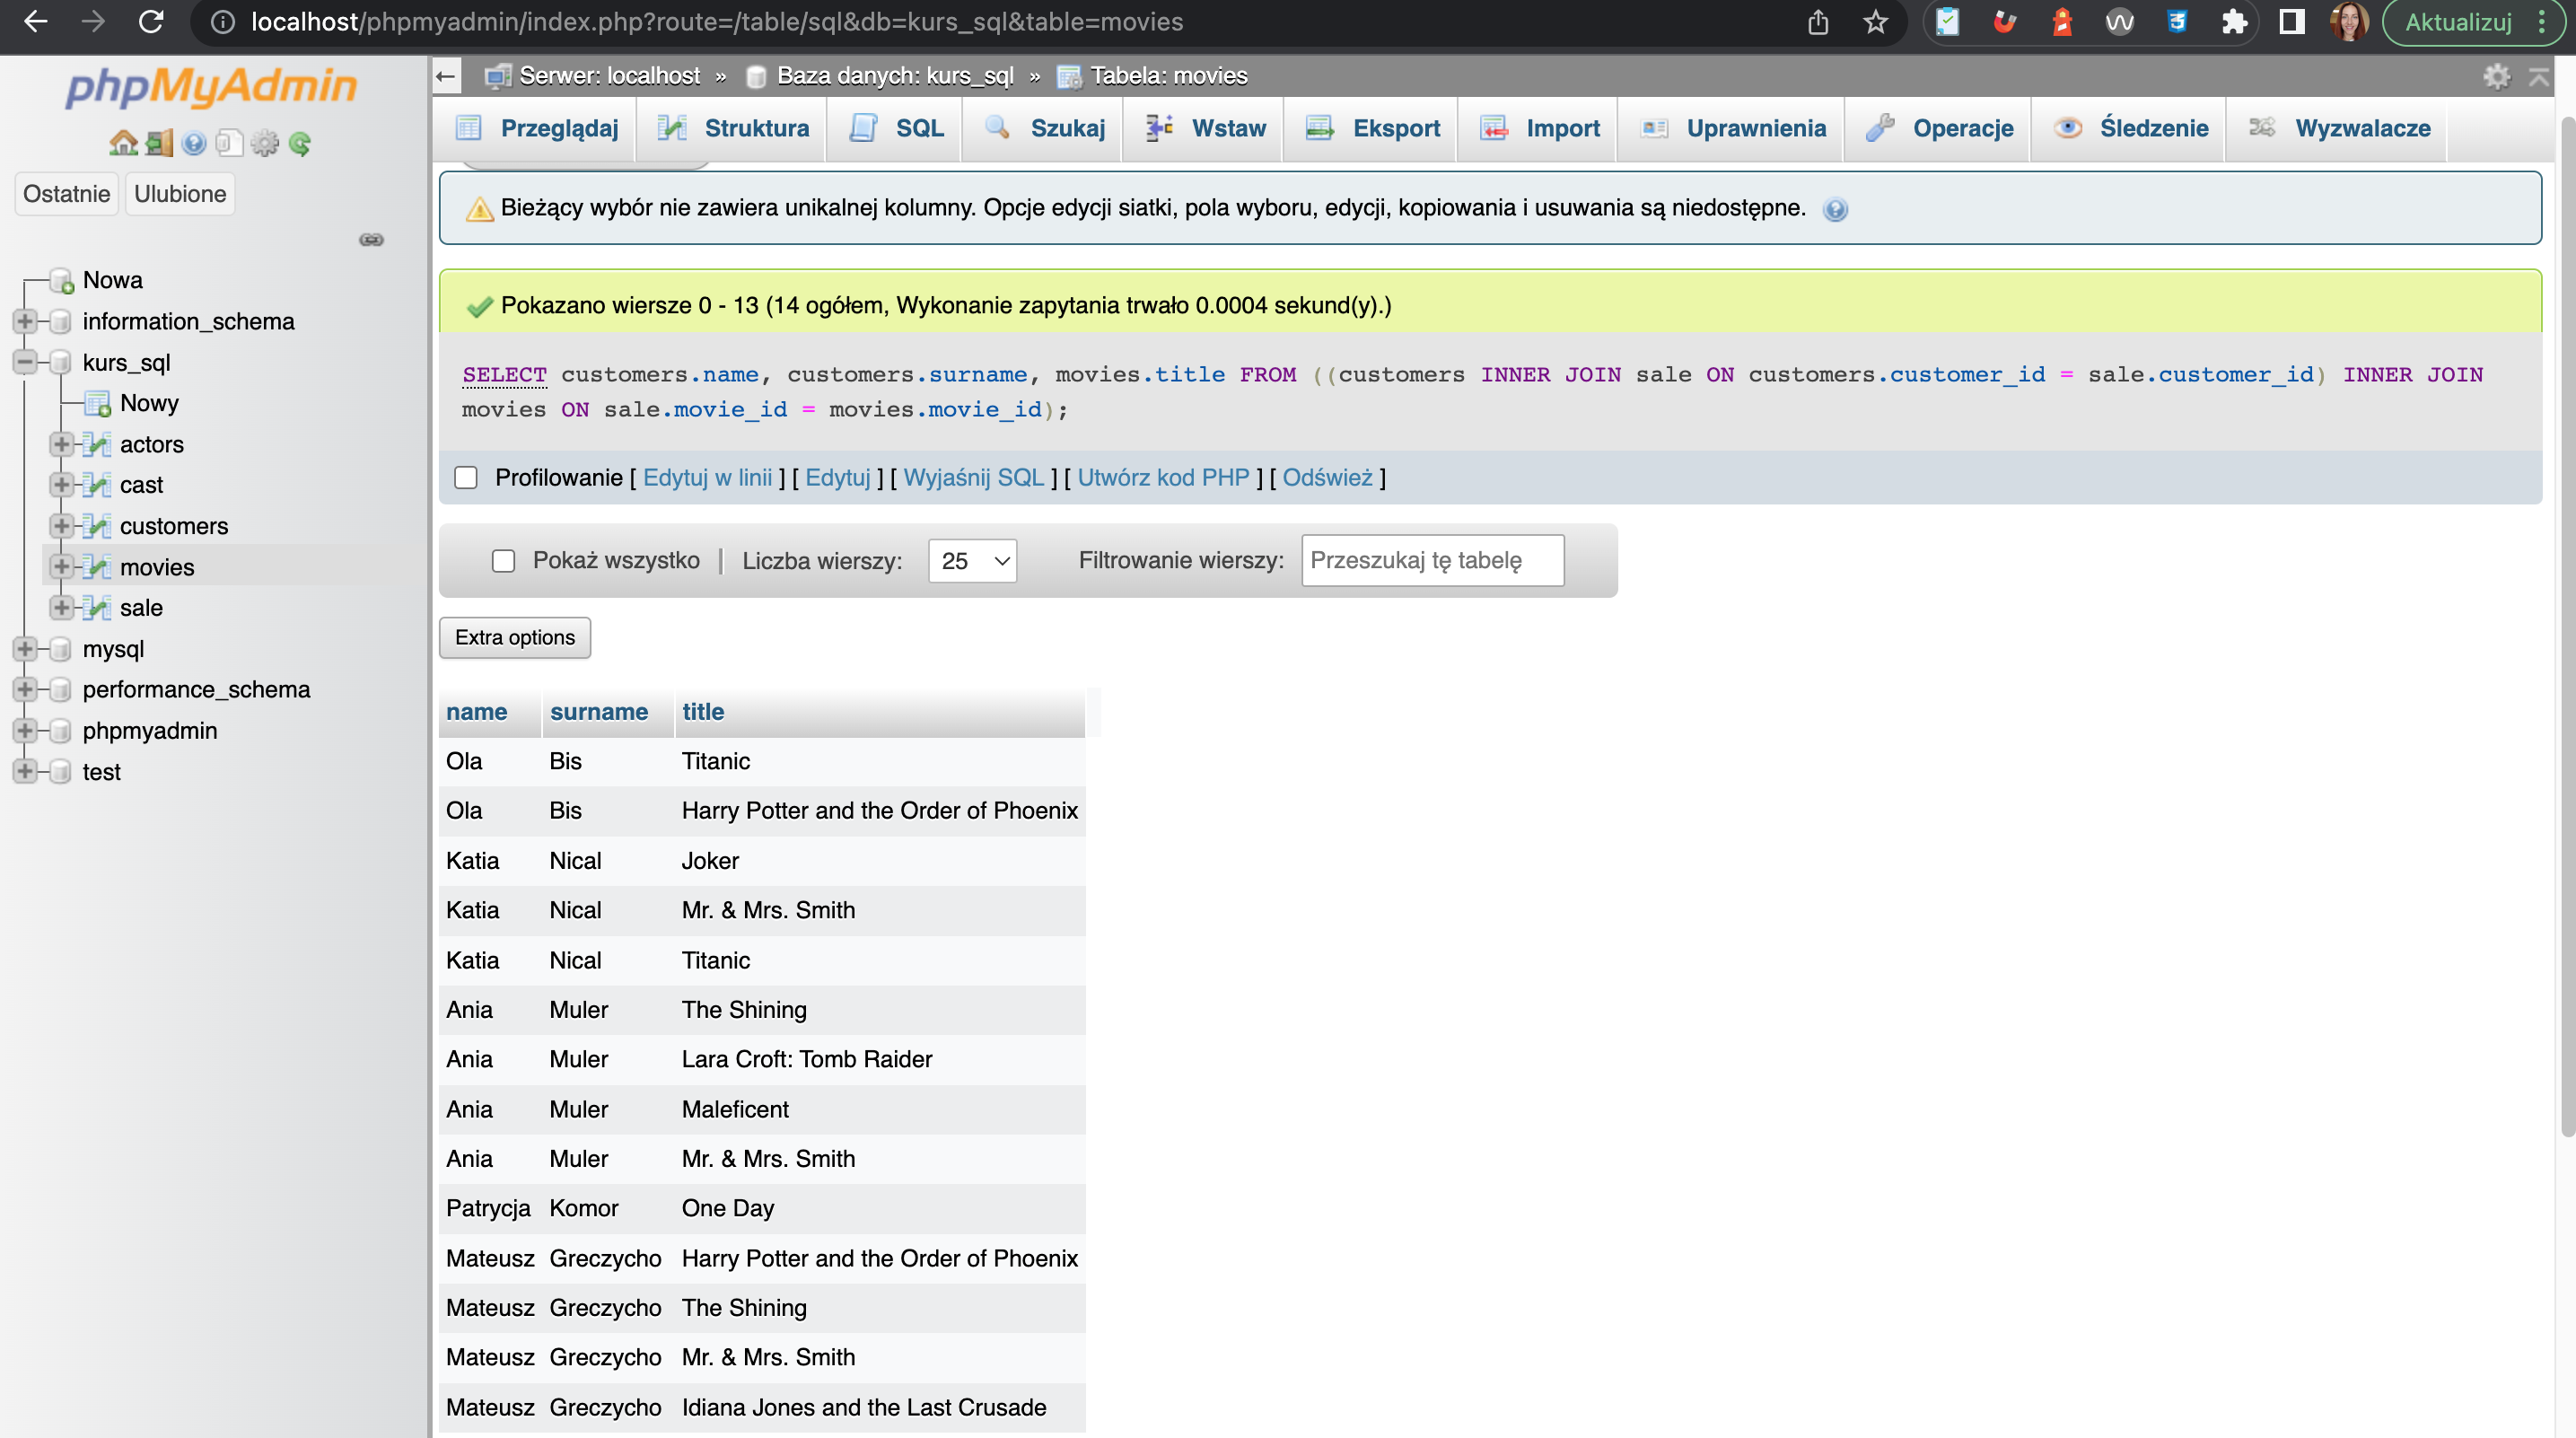 localhost/phpmyadmin/index.php?route=/table/sql&db=kurs_sql&table=movies
Aktualizuj
phpMyAdmin
Ostatnie Ulubione
Nowa
information_schema
kurs_sql
Nowy
actors
cast
customers
movies
sale
mysql
performance_schema
phpmyadmin
test
Serwer: localhost » Baza danych: kurs_sql » Tabela: movies
Przeglądaj Struktura SQL Szukaj Wstaw Eksport Import Uprawnienia Operacje Śledzenie Wyzwalacze
Bieżący wybór nie zawiera unikalnej kolumny. Opcje edycji siatki, pola wyboru, edycji, kopiowania i usuwania są niedostępne.
Pokazano wiersze 0 - 13 (14 ogółem, Wykonanie zapytania trwało 0.0004 sekund(y).)
SELECT customers.name, customers.surname, movies.title FROM ((customers INNER JOIN sale ON customers.customer_id = sale.customer_id) INNER JOIN
movies ON sale.movie_id = movies.movie_id);
Profilowanie [ Edytuj w linii ] [ Edytuj ] [ Wyjaśnij SQL ] [ Utwórz kod PHP ] [ Odśwież ]
Pokaż wszystko | Liczba wierszy: 25 Filtrowanie wierszy: Przeszukaj tę tabelę
Extra options
name surname title
Ola Bis Titanic
Ola Bis Harry Potter and the Order of Phoenix
Katia Nical Joker
Katia Nical Mr. & Mrs. Smith
Katia Nical Titanic
Ania Muler The Shining
Ania Muler Lara Croft: Tomb Raider
Ania Muler Maleficent
Ania Muler Mr. & Mrs. Smith
Patrycja Komor One Day
Mateusz Greczycho Harry Potter and the Order of Phoenix
Mateusz Greczycho The Shining
Mateusz Greczycho Mr. & Mrs. Smith
Mateusz Greczycho Idiana Jones and the Last Crusade